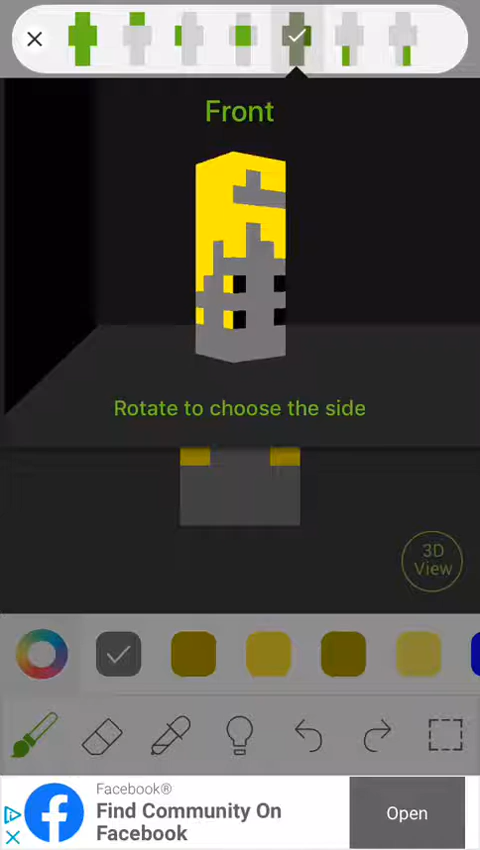 Front
Rotate to choose the side
3D
View
Facebook®
Find Community On
Facebook
Open